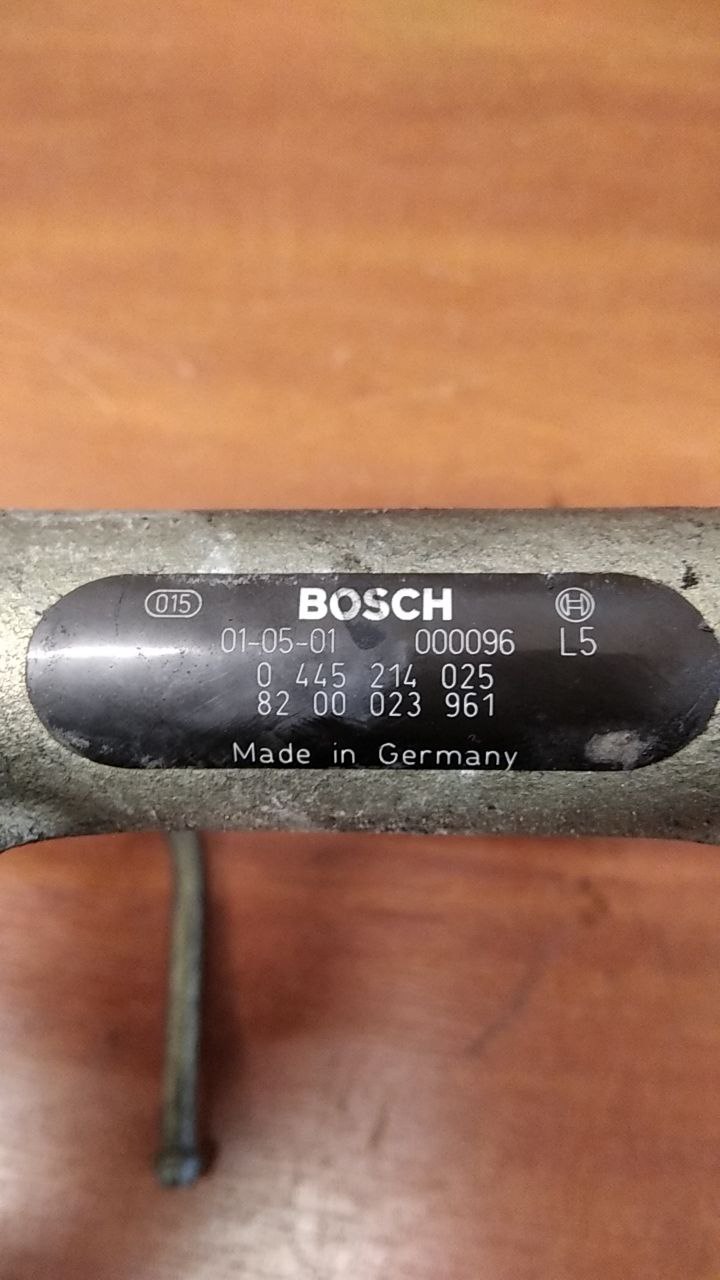 015 BOSCH
01-05-01 000096 L5
0 445 214 025
82 00 023 961
Made in Germany